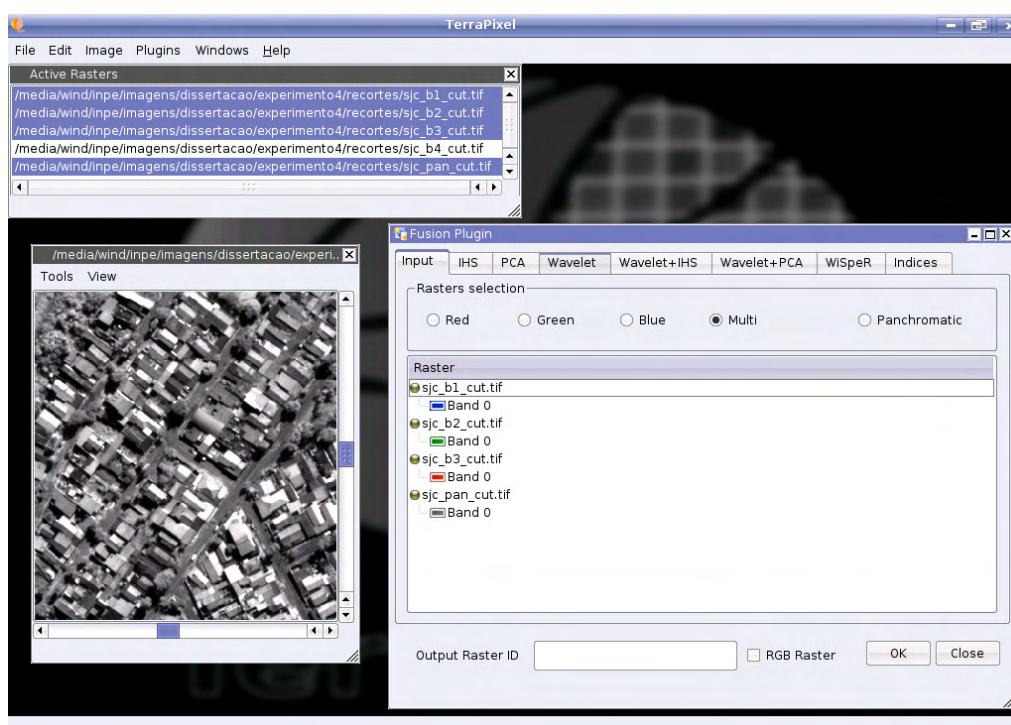 TerraPixel
File Edit Image Plugins Windows Help
Active Rasters
/media/wind/inpe/imagens/dissertacao/experimento4/recortes/sjc_b1_cut.tif
/media/wind/inpe/imagens/dissertacao/experimento4/recortes/sjc_b2_cut.tif
/media/wind/inpe/imagens/dissertacao/experimento4/recortes/sjc_b3_cut.tif
/media/wind/inpe/imagens/dissertacao/experimento4/recortes/sjc_b4_cut.tif
/media/wind/inpe/imagens/dissertacao/experimento4/recortes/sjc_pan_cut.tif
/media/wind/inpe/imagens/dissertacao/experi..
Tools View
Fusion Plugin
Input IHS PCA Wavelet Wavelet+IHS Wavelet+PCA WiSpeR Indices
Rasters selection
Red Green Blue Multi Panchromatic
Raster
sjc_b1_cut.tif
Band 0
sjc_b2_cut.tif
Band 0
sjc_b3_cut.tif
Band 0
sjc_pan_cut.tif
Band 0
Output Raster ID RGB Raster OK Close